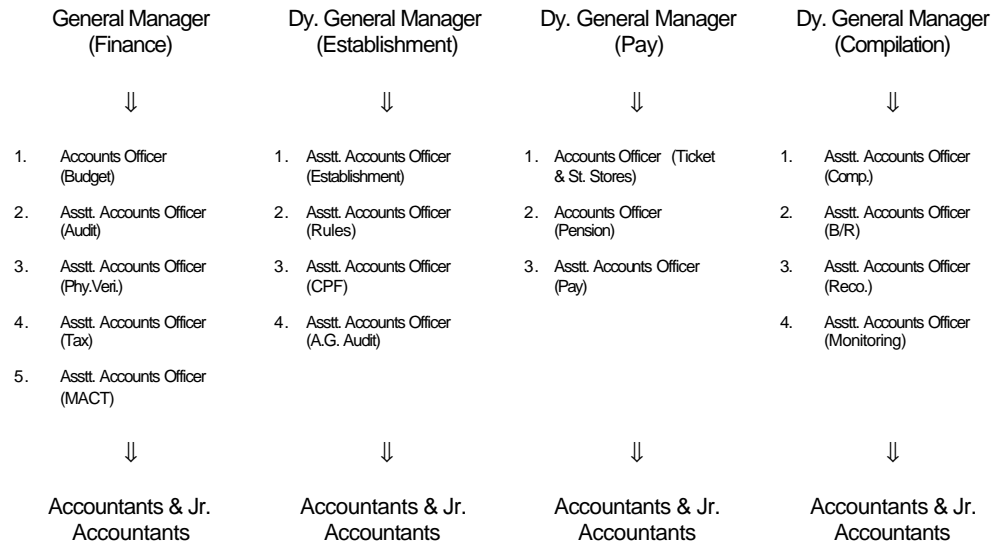 General Manager
(Finance)
⇓
1. Accounts Officer
(Budget)
2. Asstt. Accounts Officer
(Audit)
3. Asstt. Accounts Officer
(Phy.Veri.)
4. Asstt. Accounts Officer
(Tax)
5. Asstt. Accounts Officer
(MACT)
⇓
Accountants & Jr.
Accountants
Dy. General Manager
(Establishment)
⇓
1. Asstt. Accounts Officer
(Establishment)
2. Asstt. Accounts Officer
(Rules)
3. Asstt. Accounts Officer
(CPF)
4. Asstt. Accounts Officer
(A.G. Audit)
⇓
Accountants & Jr.
Accountants
Dy. General Manager
(Pay)
⇓
1. Accounts Officer (Ticket
& St. Stores)
2. Accounts Officer
(Pension)
3. Asstt. Accounts Officer
(Pay)
⇓
Accountants & Jr.
Accountants
Dy. General Manager
(Compilation)
⇓
1. Asstt. Accounts Officer
(Comp.)
2. Asstt. Accounts Officer
(B/R)
3. Asstt. Accounts Officer
(Reco.)
4. Asstt. Accounts Officer
(Monitoring)
⇓
Accountants & Jr.
Accountants